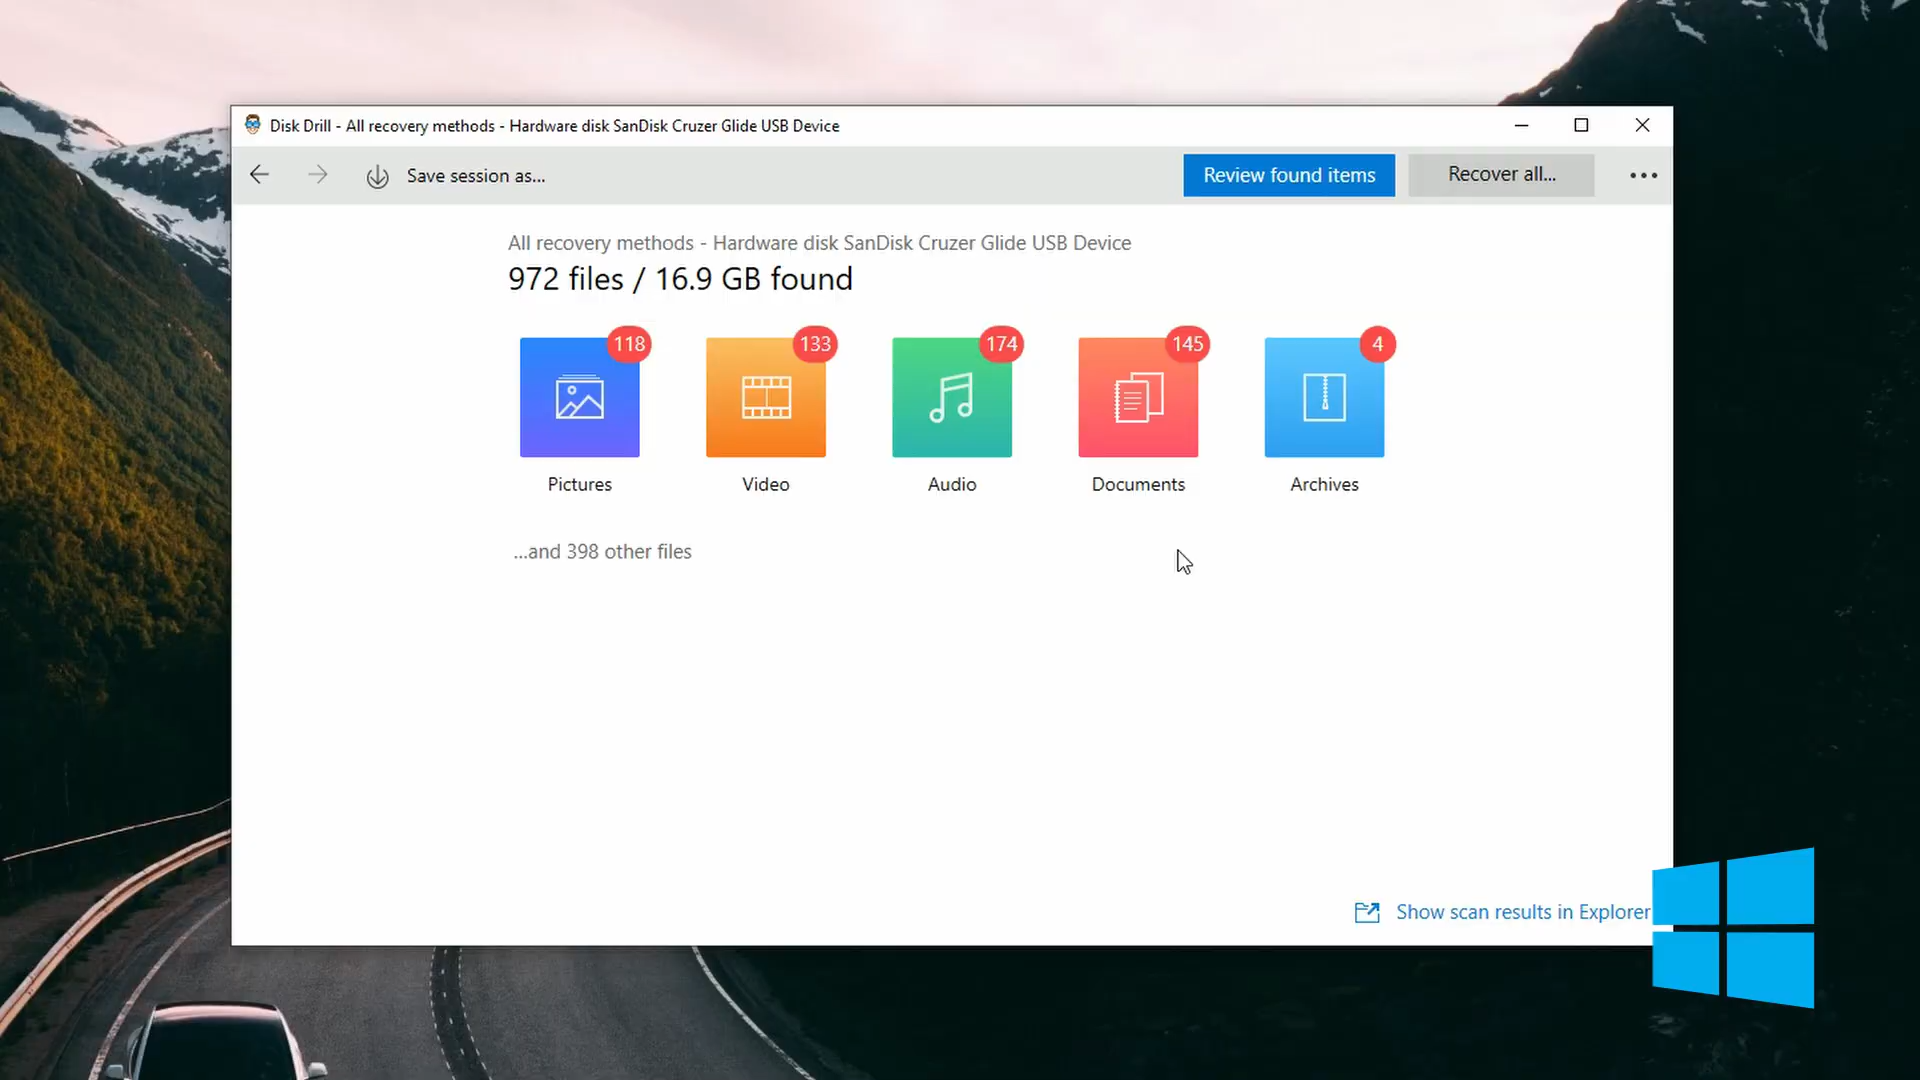 Disk Drill - All recovery methods - Hardware disk SanDisk Cruzer Glide USB Device
Save session as...
Review found items
Recover all...
All recovery methods - Hardware disk SanDisk Cruzer Glide USB Device
972 files / 16.9 GB found
118
133
174
145
4
Pictures
Video
Audio
Documents
Archives
...and 398 other files
Show scan results in Explorer